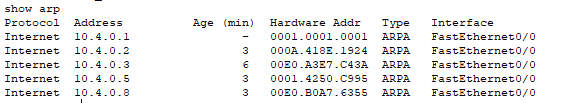 show arp
Protocol  Address          Age (min)  Hardware Addr   Type   Interface
Internet  10.4.0.1                -   0001.0001.0001  ARPA   FastEthernet0/0
Internet  10.4.0.2                3   000A.418E.1924  ARPA   FastEthernet0/0
Internet  10.4.0.3                6   00E0.A3E7.C43A  ARPA   FastEthernet0/0
Internet  10.4.0.5                3   0001.4250.C995  ARPA   FastEthernet0/0
Internet  10.4.0.8                3   00E0.B0A7.6355  ARPA   FastEthernet0/0